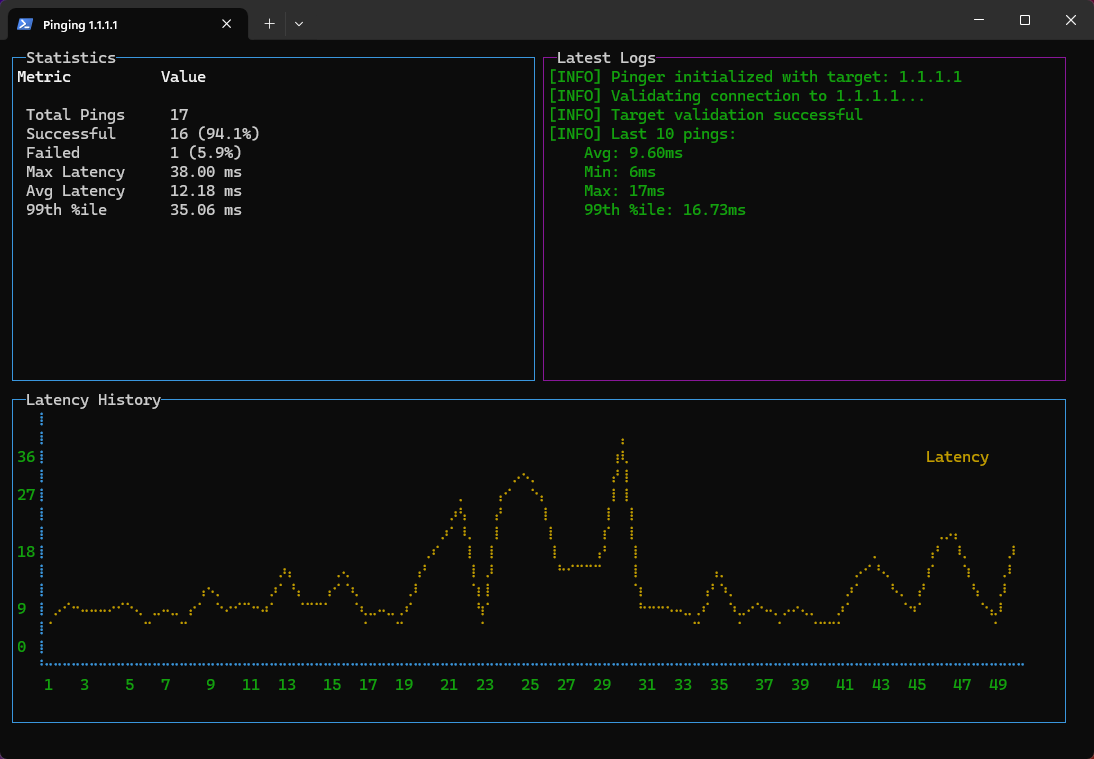 Pinging 1.1.1.1
Statistics
Metric Value
Total Pings 17
Successful 16 (94.1%)
Failed 1 (5.9%)
Max Latency 38.00 ms
Avg Latency 12.18 ms
99th %ile 35.06 ms
Latest Logs
[INFO] Pinger initialized with target: 1.1.1.1
[INFO] Validating connection to 1.1.1.1...
[INFO] Target validation successful
[INFO] Last 10 pings:
Avg: 9.60ms
Min: 6ms
Max: 17ms
99th %ile: 16.73ms
Latency History
36
Latency
27
18
9
0
1 3 5 7 9 11 13 15 17 19 21 23 25 27 29 31 33 35 37 39 41 43 45 47 49